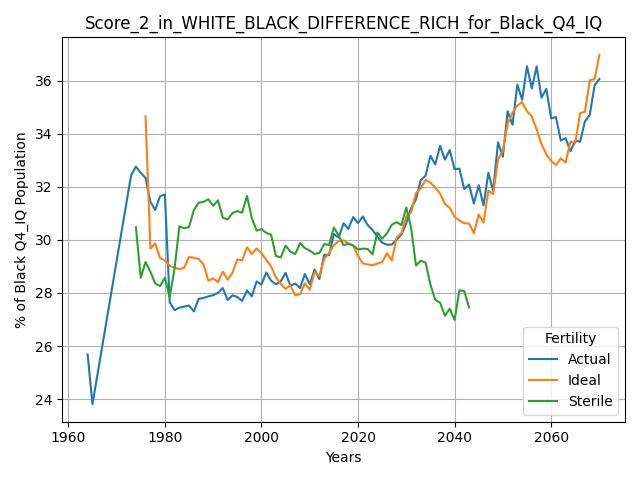 Score_2_in_WHITE_BLACK_DIFFERENCE_RICH_for_Black_Q4_IQ
% of Black Q4_IQ Population
36
34
32
30
28
26
24
1960
1980
2000
2020
2040
2060
Years
Fertility
Actual
Ideal
Sterile